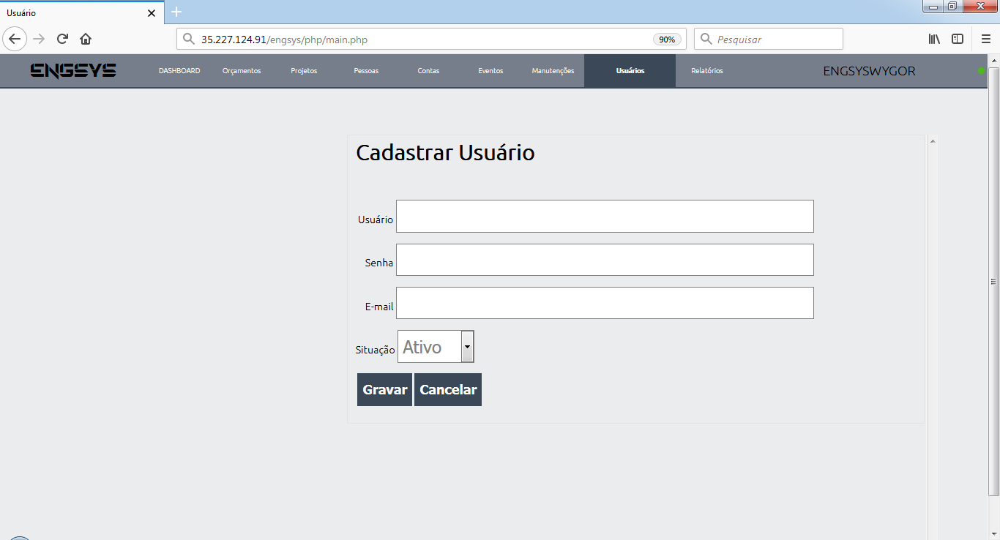 Usuário
35.227.124.91/engsys/php/main.php 90% Pesquisar
ENGSYS DASHBOARD Orçamentos Projetos Pessoas Contas Eventos Manutenções Usuários Relatórios ENGSYSWYGOR
Cadastrar Usuário
Usuário
Senha
E-mail
Situação Ativo
Gravar Cancelar